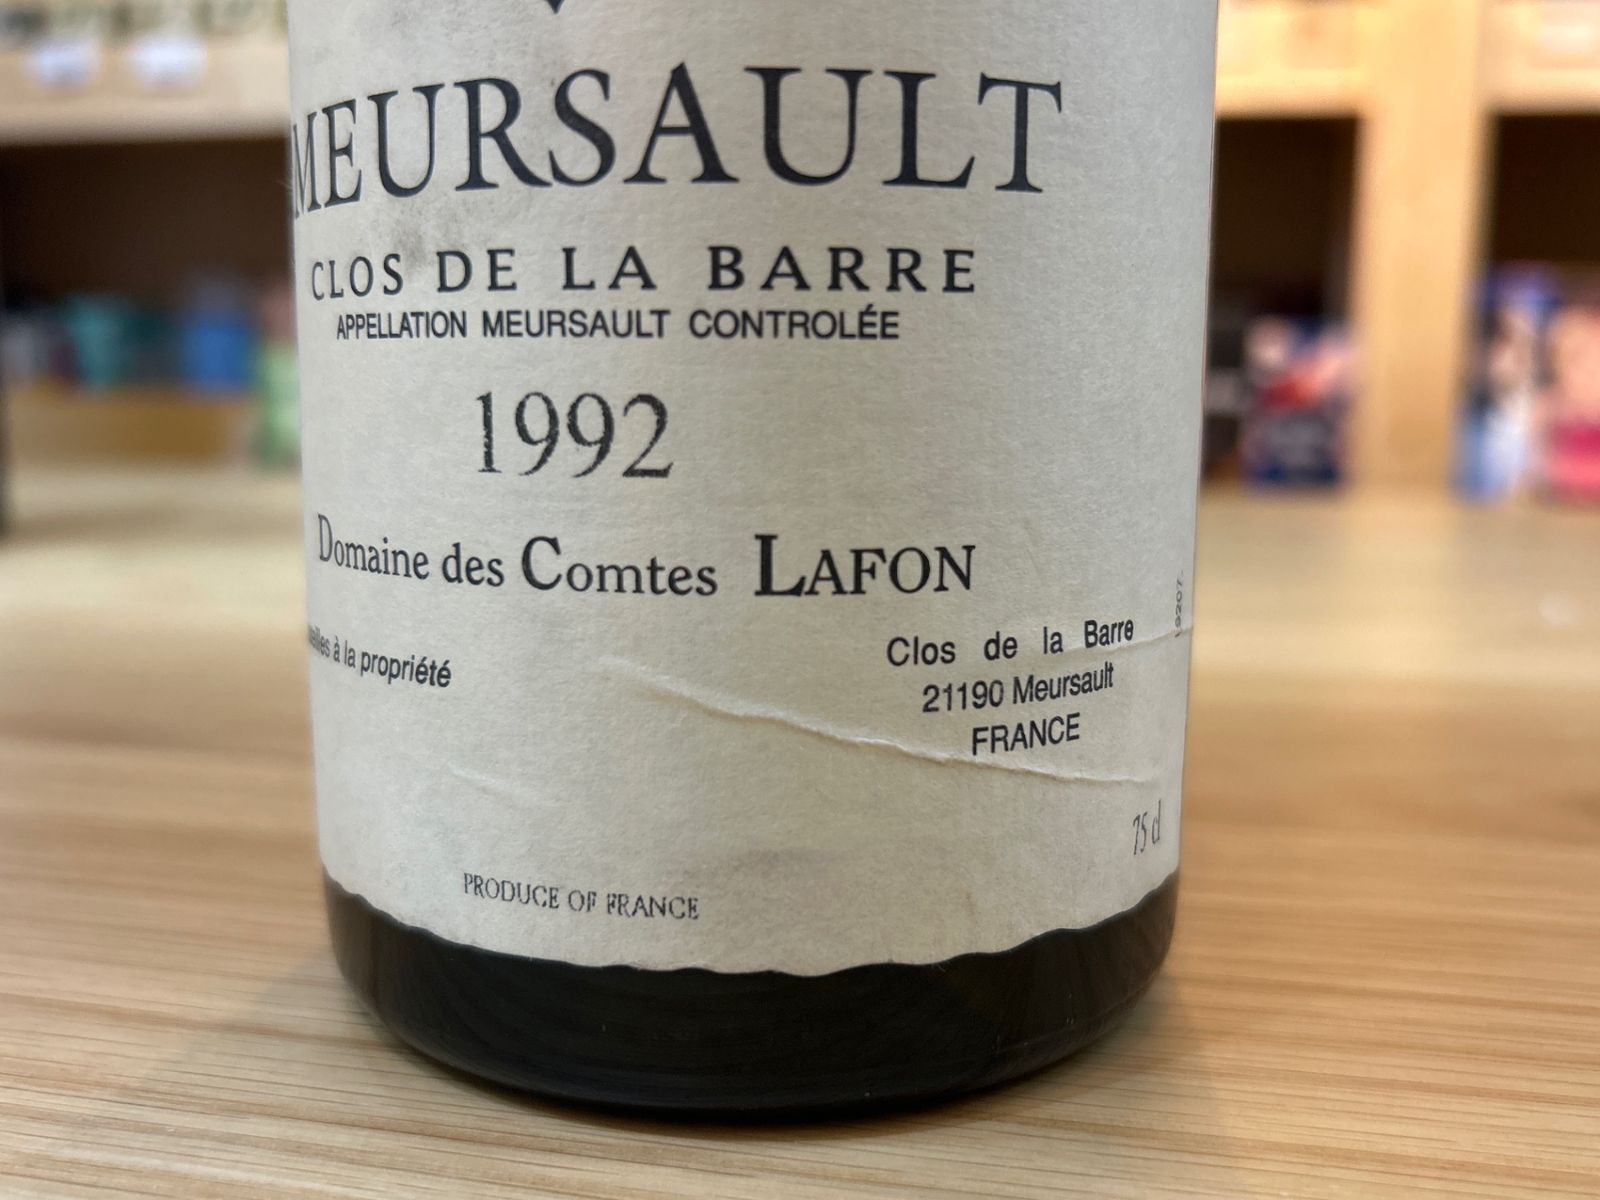 MEURSAULT
CLOS DE LA BARRE
APPELLATION MEURSAULT CONTROLÉE
1992
Domaine des Comtes LAFON
à la propriété
Clos de la Barre
21190 Meursault
FRANCE
75 cl
PRODUCE OF FRANCE